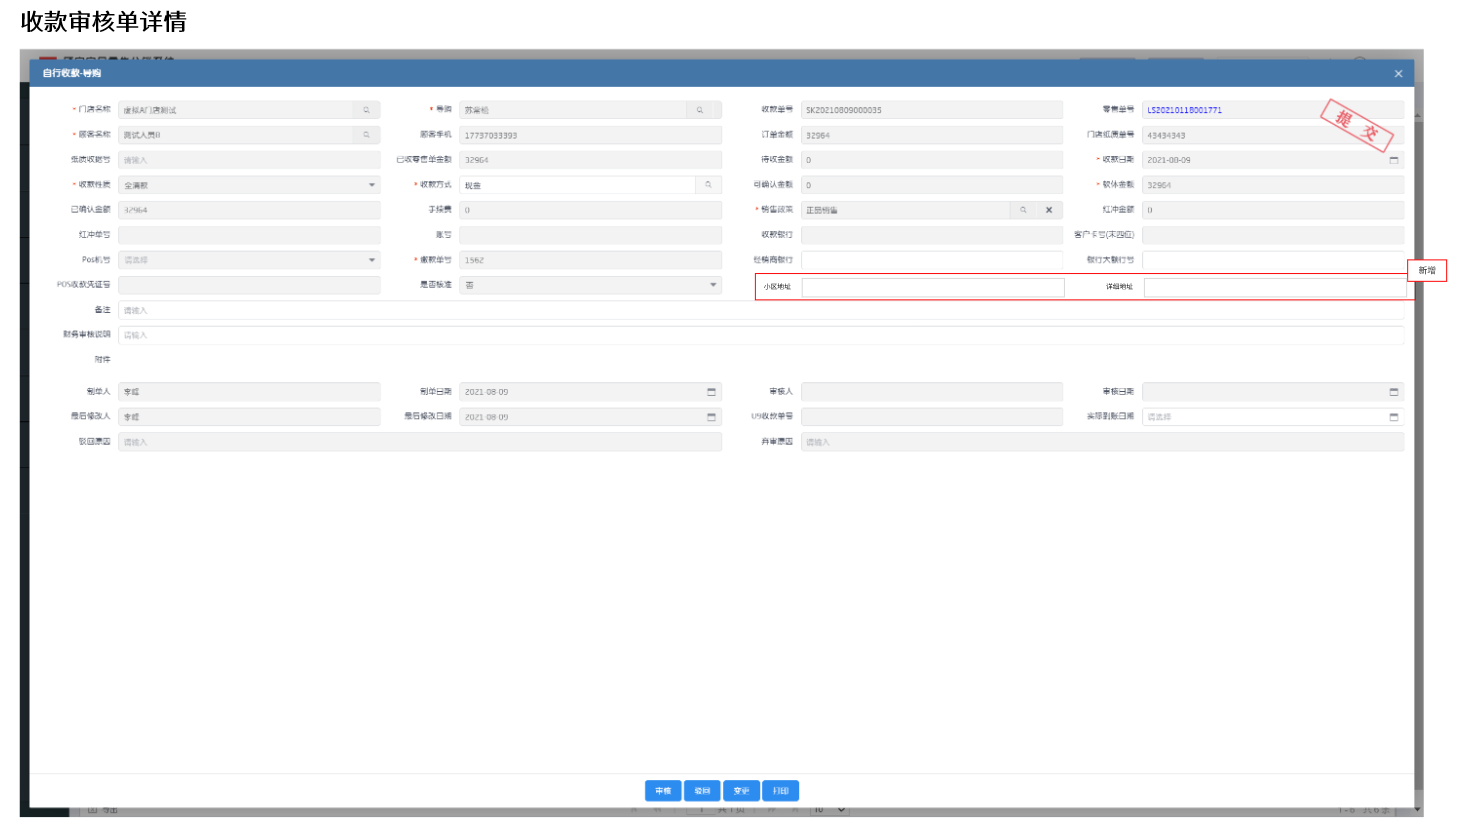 收款审核单详情
自行收款-导购
* 门店名称 虚拟A门店测试 * 导购 苏常松 收款单号 SK20210809000035 零售单号 LS20210118001771
提交
* 顾客名称 测试人员B 顾客手机 17737033393 订单金额 32964 门店纸质单号 43434343
纸质收据号 请输入 已收零售单金额 32964 待收金额 0 * 收款日期 2021-08-09
* 收款性质 全满款 * 收款方式 现金 可确认金额 0 * 软体金额 32964
已确认金额 32964 手续费 0 * 销售政策 正品销售 红冲金额 0
红冲单号 账号 收款银行 客户卡号(末四位)
Pos机号 请选择 * 缴款单号 1562 经销商银行 银行大额行号
新增
POS收款凭证号 是否核准 否 小区地址 详细地址
备注 请输入
财务审核说明 请输入
附件
制单人 制单日期 2021-08-09 审核人 审核日期
最后修改人 最后修改日期 2021-08-09 U9收款单号 实际到账日期 请选择
驳回原因 请输入 弃审原因 请输入
审核 驳回 变更 打印